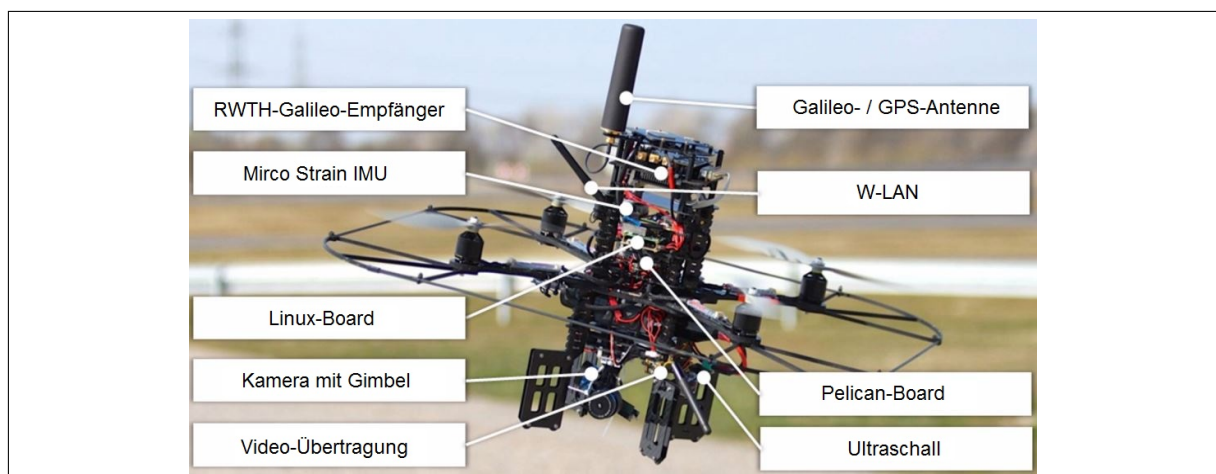 RWTH-Galileo-Empfänger
Galileo- / GPS-Antenne
Mirco Strain IMU
W-LAN
Linux-Board
Kamera mit Gimbel
Pelican-Board
Video-Übertragung
Ultraschall